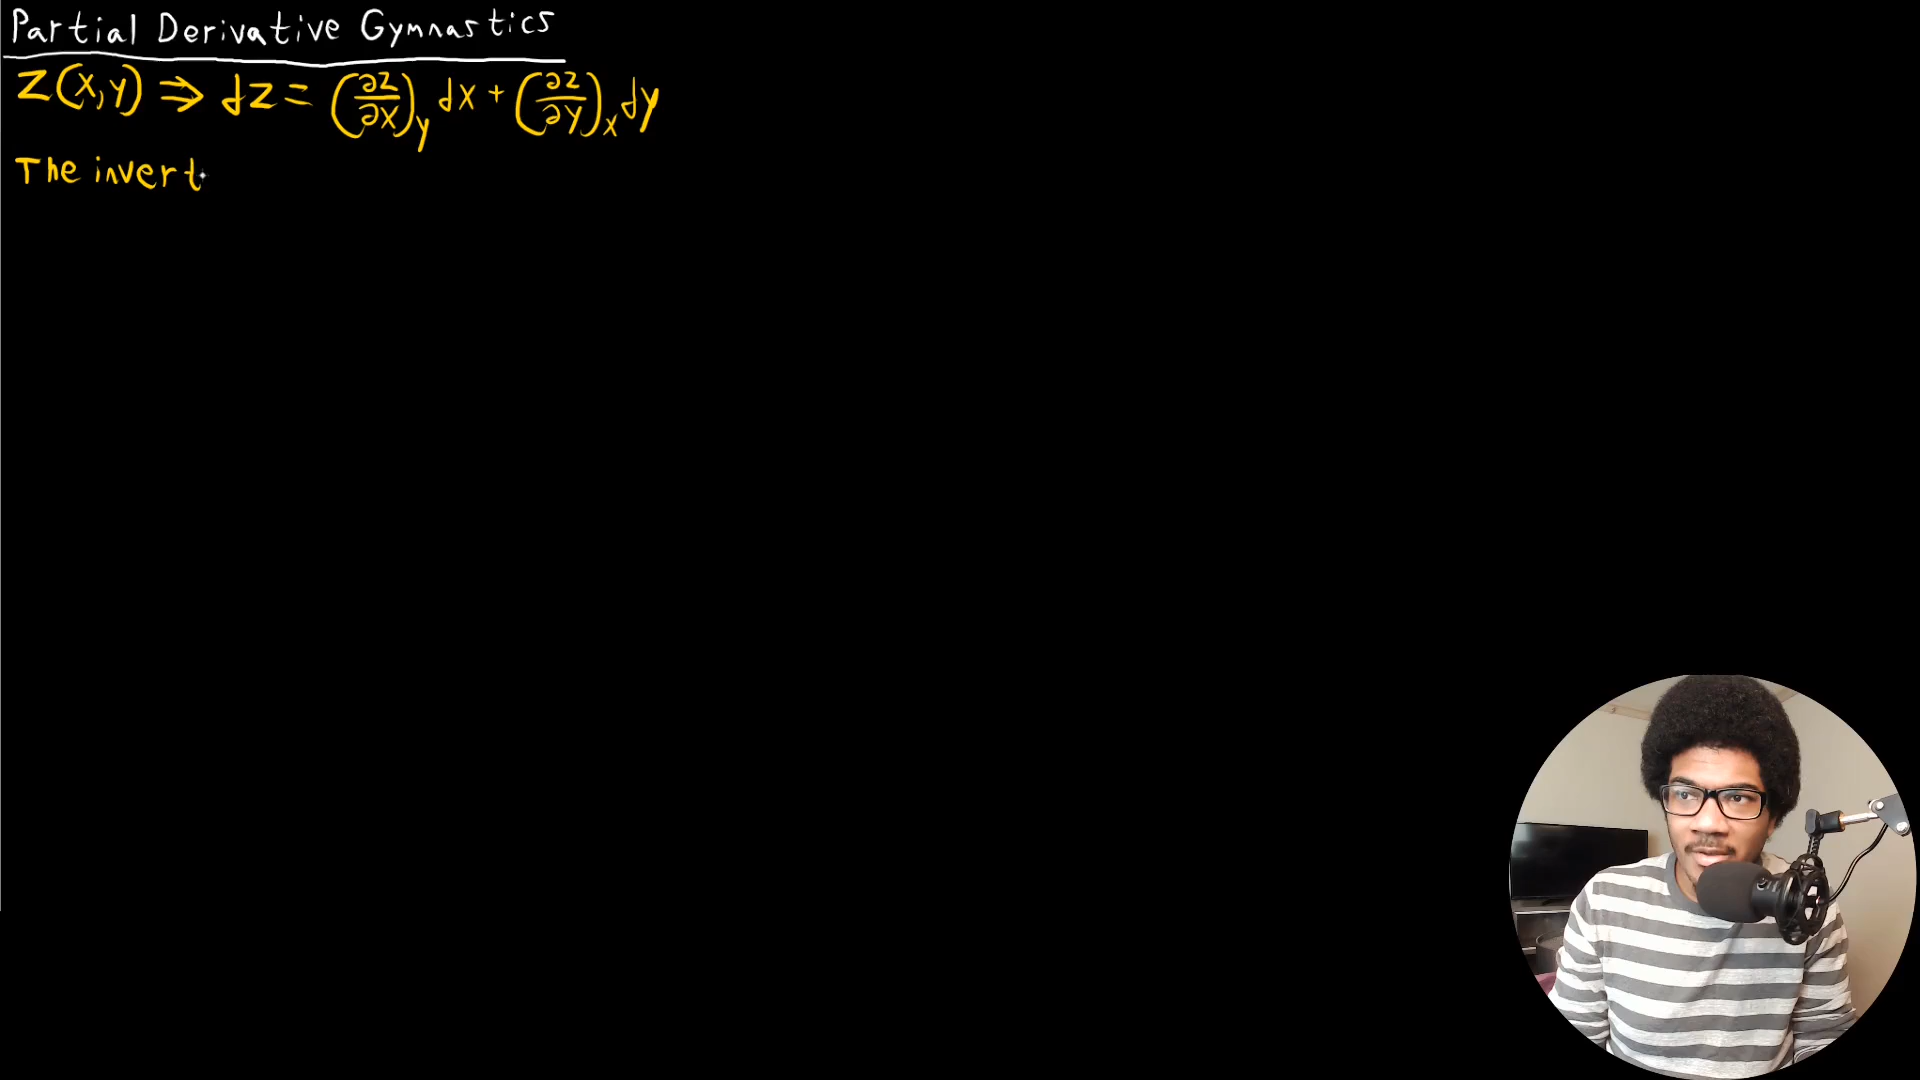 Partial Derivative Gymnastics
Z(x,y) ⇒ dz = (∂z/∂x)_y dx + (∂z/∂y)_x dy
The invert